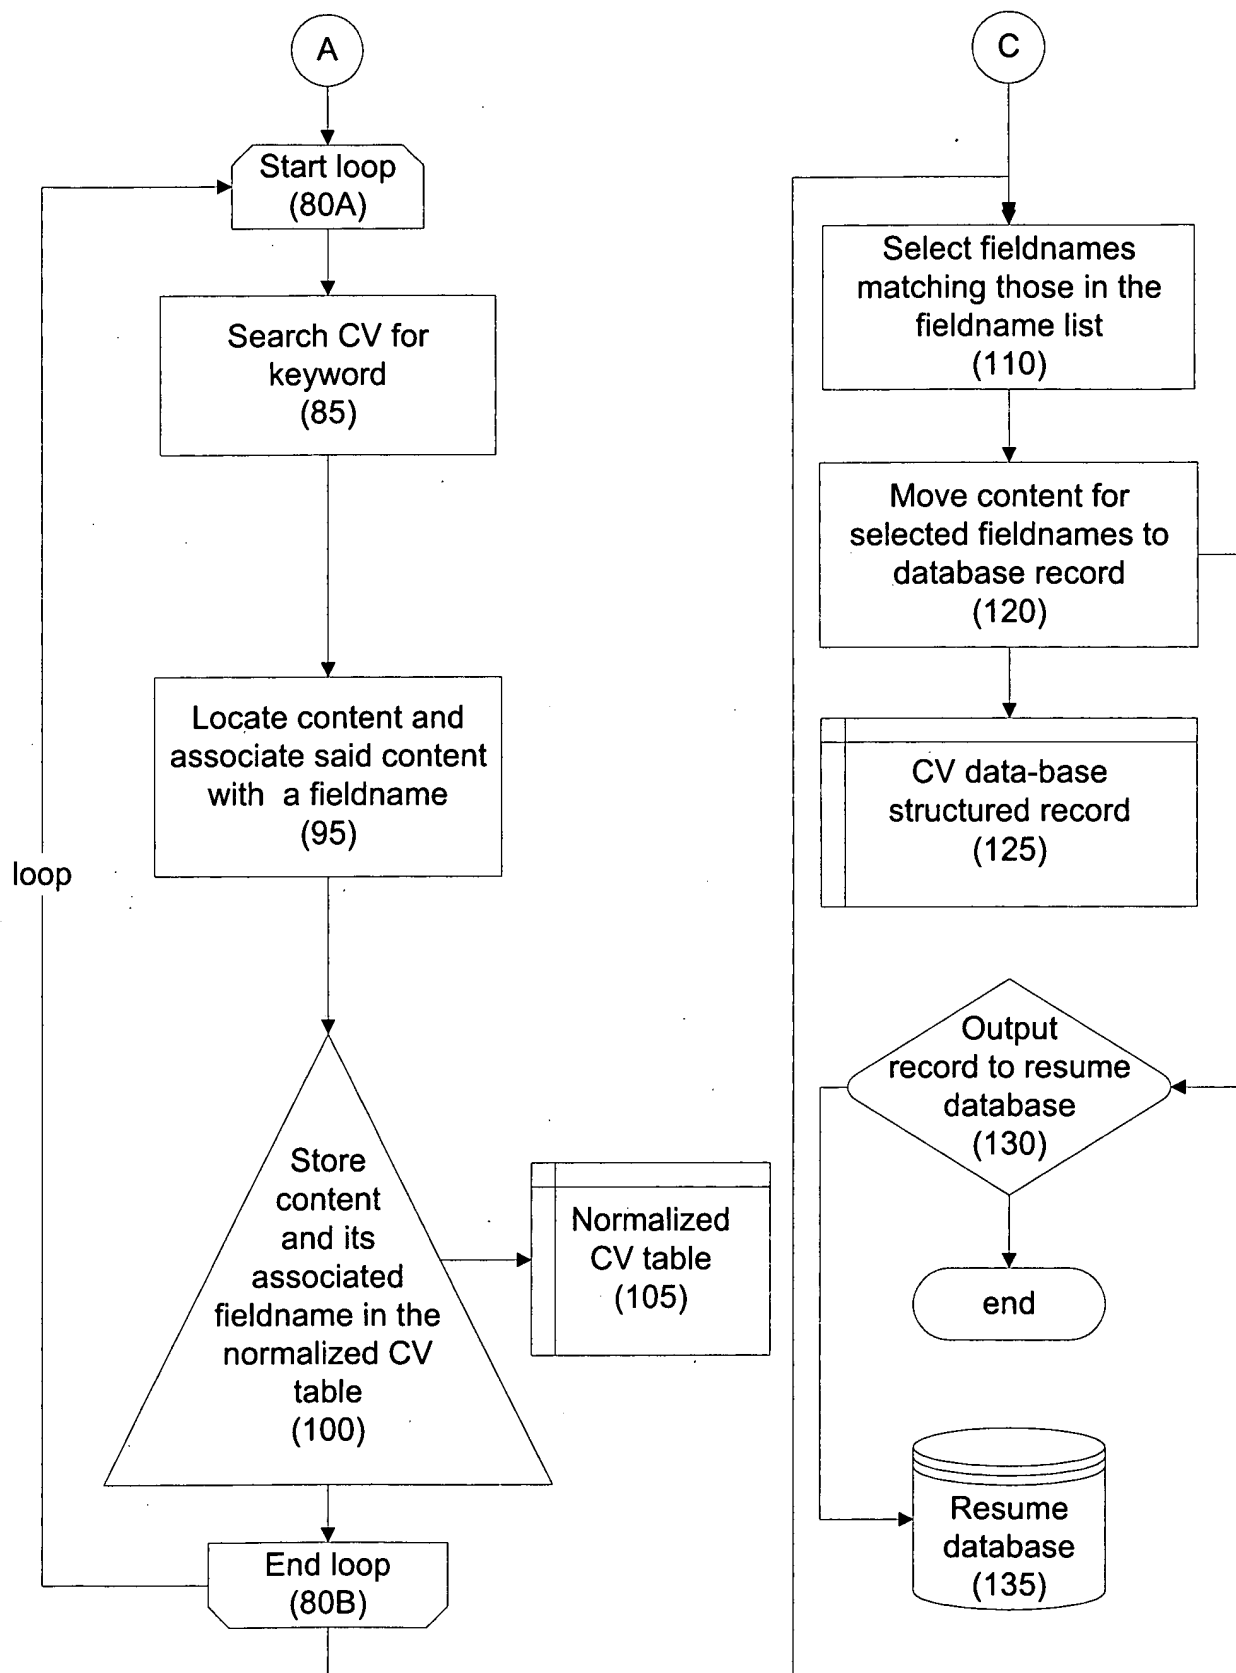 A
Start loop
(80A)
Search CV for
keyword
(85)
Locate content and
associate said content
with a fieldname
(95)
loop
Store
content
and its
associated
fieldname in the
normalized CV
table
(100)
Normalized
CV table
(105)
End loop
(80B)
C
Select fieldnames
matching those in the
fieldname list
(110)
Move content for
selected fieldnames to
database record
(120)
CV data-base
structured record
(125)
Output
record to resume
database
(130)
end
Resume
database
(135)